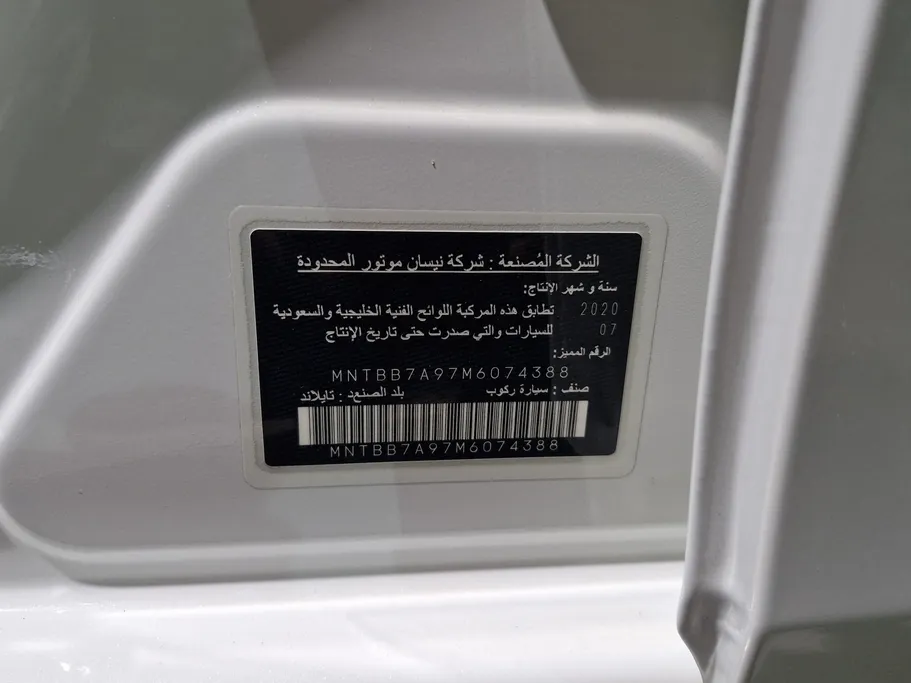 الشركة المُصنعة : شركة نيسان موتور المحدودة
سنة و شهر الإنتاج:
2020 تطابق هذه المركبة اللوائح الفنية الخليجية والسعودية
07 للسيارات والتي صدرت حتى تاريخ الإنتاج
الرقم المميز:
MNTBB7A97M6074388
صنف : سيارة ركوب بلد الصنعد : تايلاند
MNTBB7A97M6074388